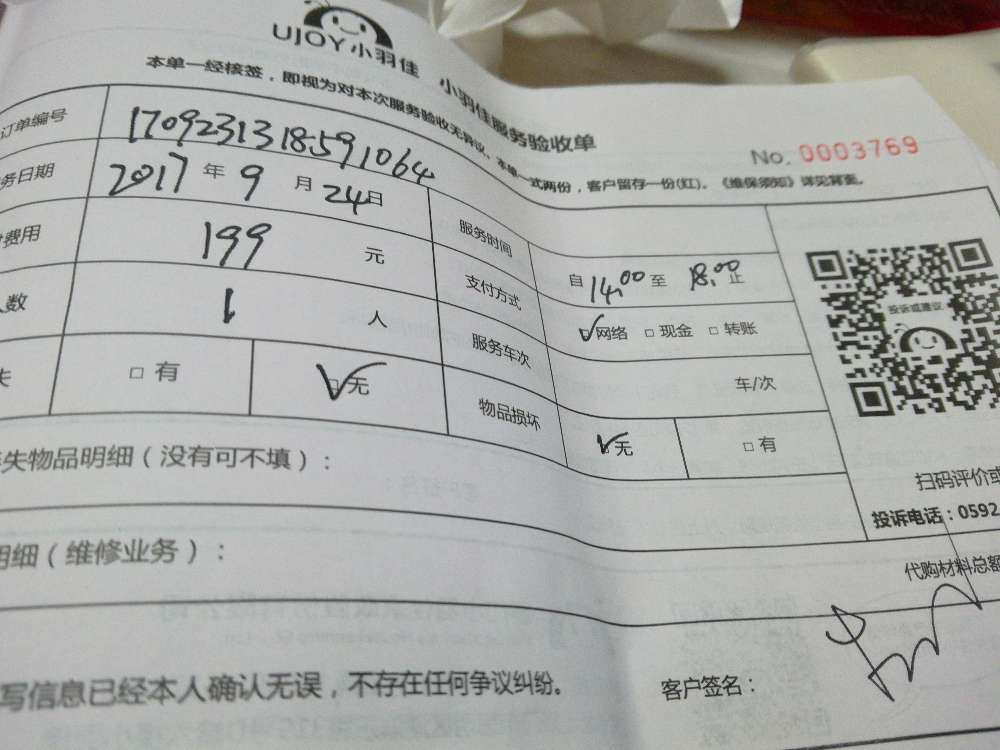 UJOY小羽佳 小羽佳服务验收单
本单一经核签，即视为对本次服务验收无异议、本单一式两份，客户留存一份(红)。《维保须知》详见背面。
No. 0003769
订单编号 1709231318591064
务日期 2017 年 9 月 24 日 服务时间 自 14:00 至 18:00 止
费用 199 元 支付方式 ☑网络 □ 现金 □ 转账
人数 1 人 服务车次 车/次
失 □ 有 ☑无 物品损坏 ☑无 □ 有
投诉或建议
扫码评价或
投诉电话：0592
失物品明细（没有可不填）：
明细（维修业务）：
代购材料总额
写信息已经本人确认无误，不存在任何争议纠纷。
客户签名：